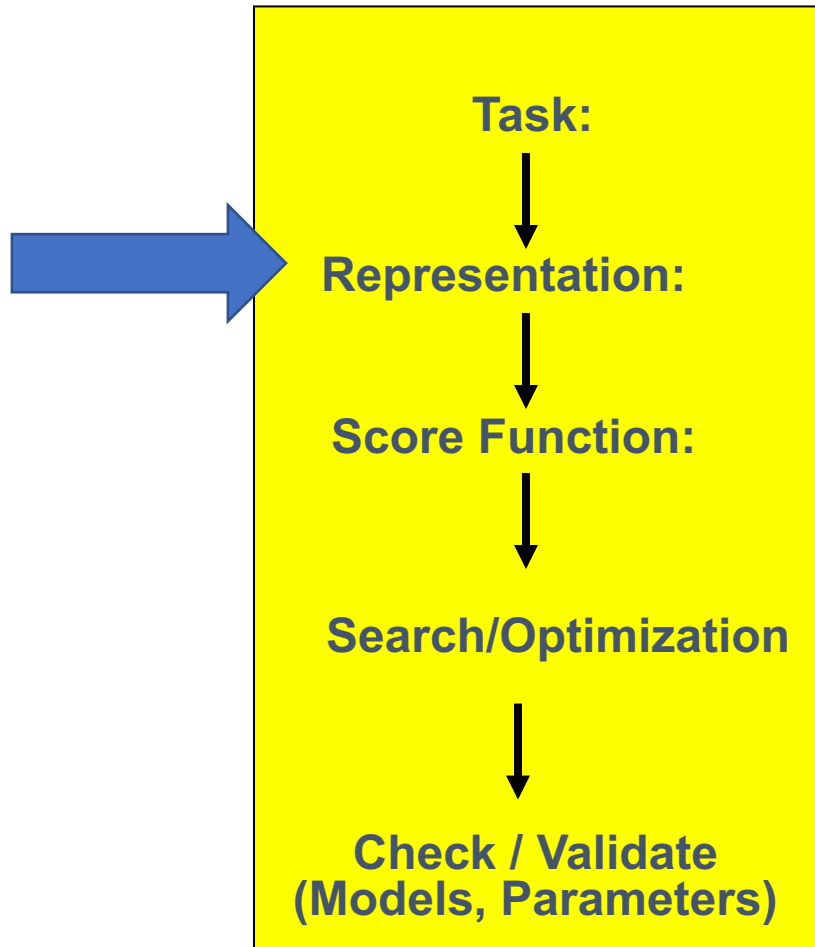 Task:
Representation:
Score Function:
Search/Optimization
Check / Validate
(Models, Parameters)